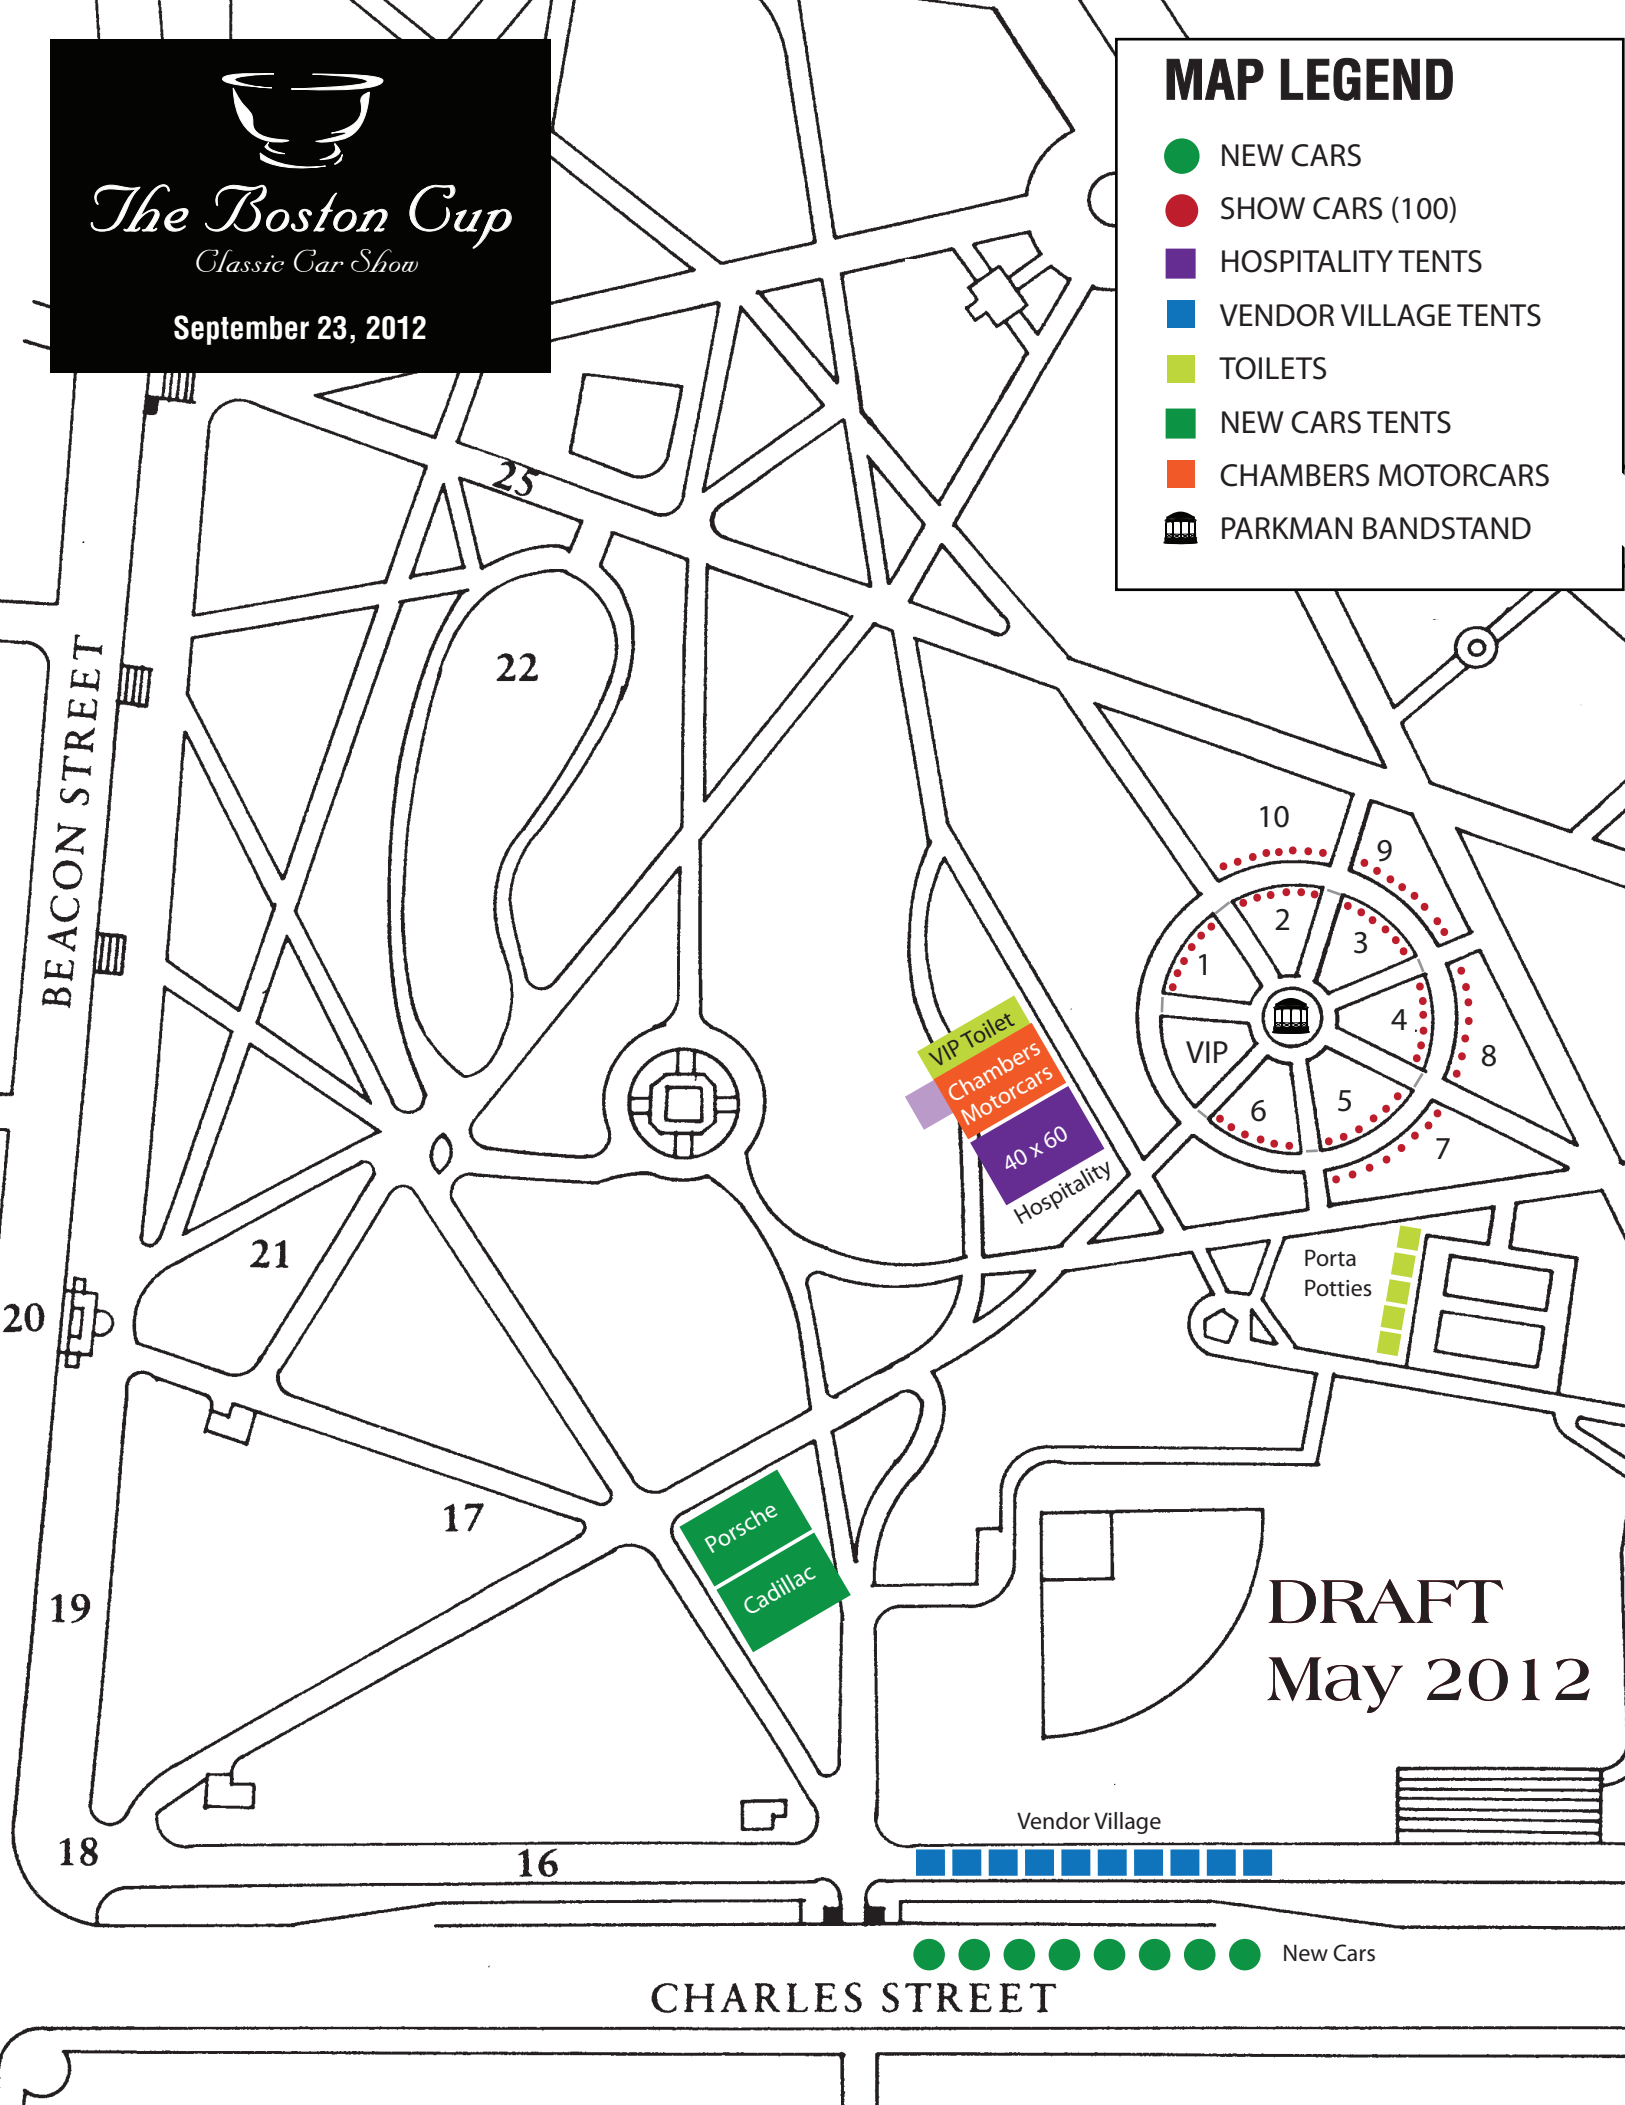 The Boston Cup
Classic Car Show
September 23, 2012
MAP LEGEND
NEW CARS
SHOW CARS (100)
HOSPITALITY TENTS
VENDOR VILLAGE TENTS
TOILETS
NEW CARS TENTS
CHAMBERS MOTORCARS
PARKMAN BANDSTAND
25
22
BEACON STREET
10
9
2
3
1
4
VIP
8
6
5
7
VIP Toilet
Chambers
Motorcars
40 x 60
Hospitality
21
20
Porta
Potties
17
Porsche
Cadillac
19
DRAFT
May 2012
18
16
Vendor Village
New Cars
CHARLES STREET